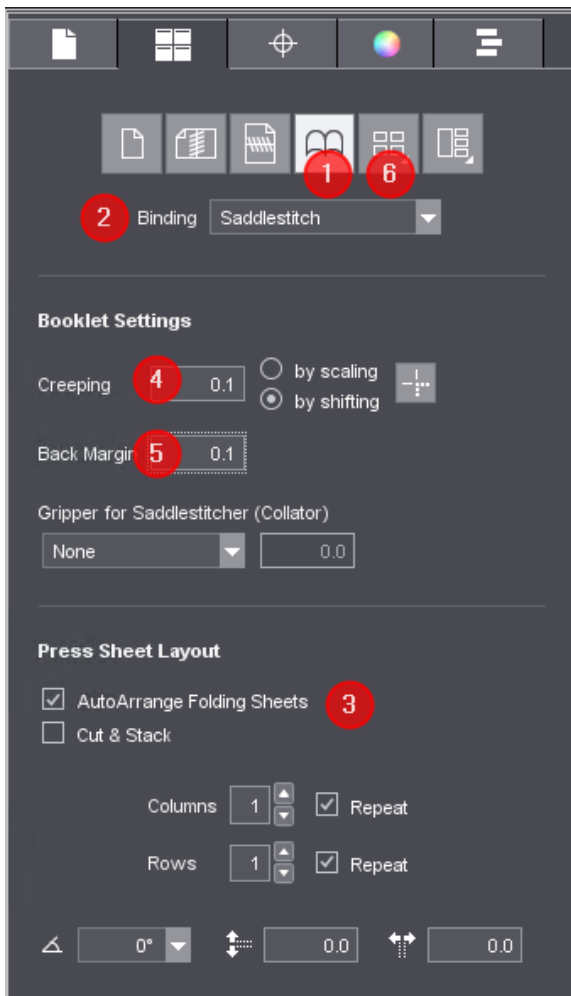 1
6
2
Binding
Saddlestitch
Booklet Settings
Creeping
4
0.1
by scaling
by shifting
Back Margin
5
0.1
Gripper for Saddlestitcher (Collator)
None
0.0
Press Sheet Layout
AutoArrange Folding Sheets
3
Cut & Stack
Columns
1
Repeat
Rows
1
Repeat
0°
0.0
0.0